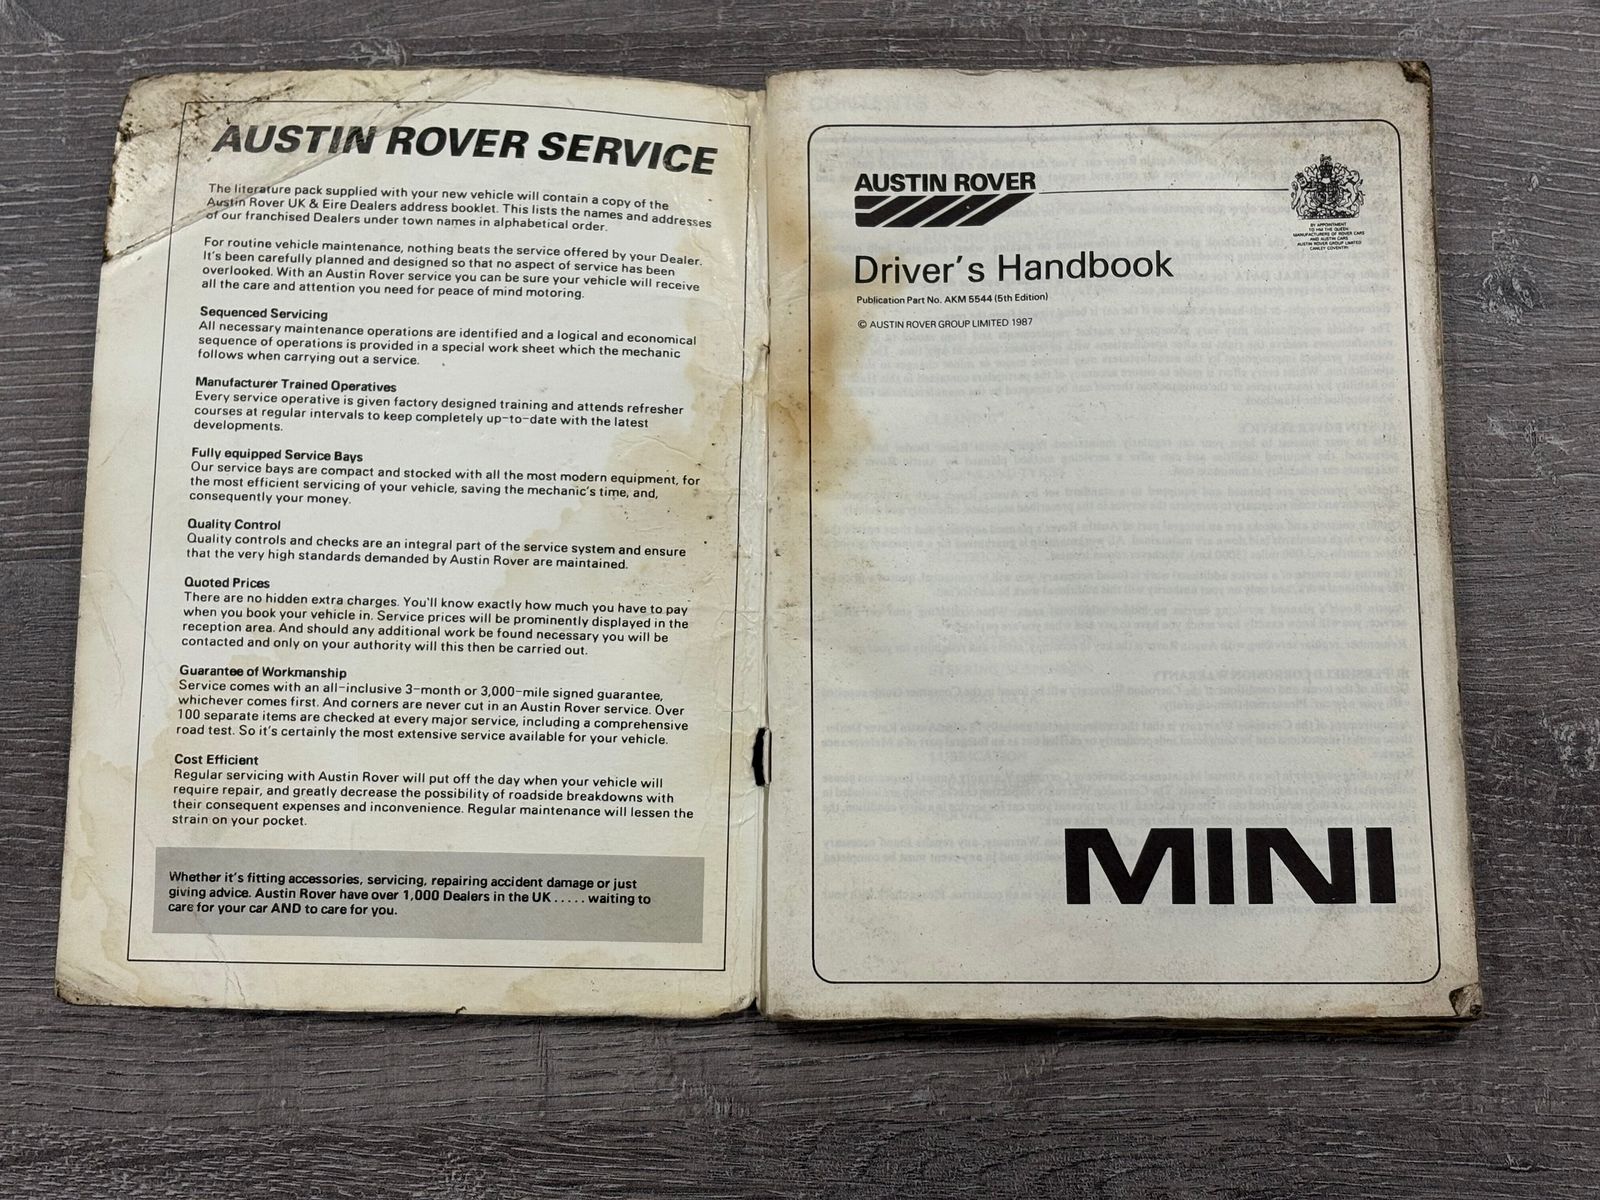 AUSTIN ROVER SERVICE
The literature pack supplied with your new vehicle will contain a copy of the
Austin Rover UK & Eire Dealers address booklet. This lists the names and addresses
of our franchised Dealers under town names in alphabetical order.
For routine vehicle maintenance, nothing beats the service offered by your Dealer.
It's been carefully planned and designed so that no aspect of service has been
overlooked. With an Austin Rover service you can be sure your vehicle will receive
all the care and attention you need for peace of mind motoring.
Sequenced Servicing
All necessary maintenance operations are identified and a logical and economical
sequence of operations is provided in a special work sheet which the mechanic
follows when carrying out a service.
Manufacturer Trained Operatives
Every service operative is given factory designed training and attends refresher
courses at regular intervals to keep completely up-to-date with the latest
developments.
Fully equipped Service Bays
Our service bays are compact and stocked with all the most modern equipment, for
the most efficient servicing of your vehicle, saving the mechanic's time, and,
consequently your money.
Quality Control
Quality controls and checks are an integral part of the service system and ensure
that the very high standards demanded by Austin Rover are maintained.
Quoted Prices
There are no hidden extra charges. You'll know exactly how much you have to pay
when you book your vehicle in. Service prices will be prominently displayed in the
reception area. And should any additional work be found necessary you will be
contacted and only on your authority will this then be carried out.
Guarantee of Workmanship
Service comes with an all-inclusive 3-month or 3,000-mile signed guarantee,
whichever comes first. And corners are never cut in an Austin Rover service. Over
100 separate items are checked at every major service, including a comprehensive
road test. So it's certainly the most extensive service available for your vehicle.
Cost Efficient
Regular servicing with Austin Rover will put off the day when your vehicle will
require repair, and greatly decrease the possibility of roadside breakdowns with
their consequent expenses and inconvenience. Regular maintenance will lessen the
strain on your pocket.
Whether it's fitting accessories, servicing, repairing accident damage or just
giving advice. Austin Rover have over 1,000 Dealers in the UK ..... waiting to
care for your car AND to care for you.
AUSTIN ROVER
BY APPOINTMENT
TO HM THE QUEEN
MANUFACTURERS OF ROVER CARS
AND AUSTIN CARS
AUSTIN ROVER GROUP LIMITED
CANLEY COVENTRY
Driver's Handbook
Publication Part No. AKM 5544 (5th Edition)
© AUSTIN ROVER GROUP LIMITED 1987
MINI